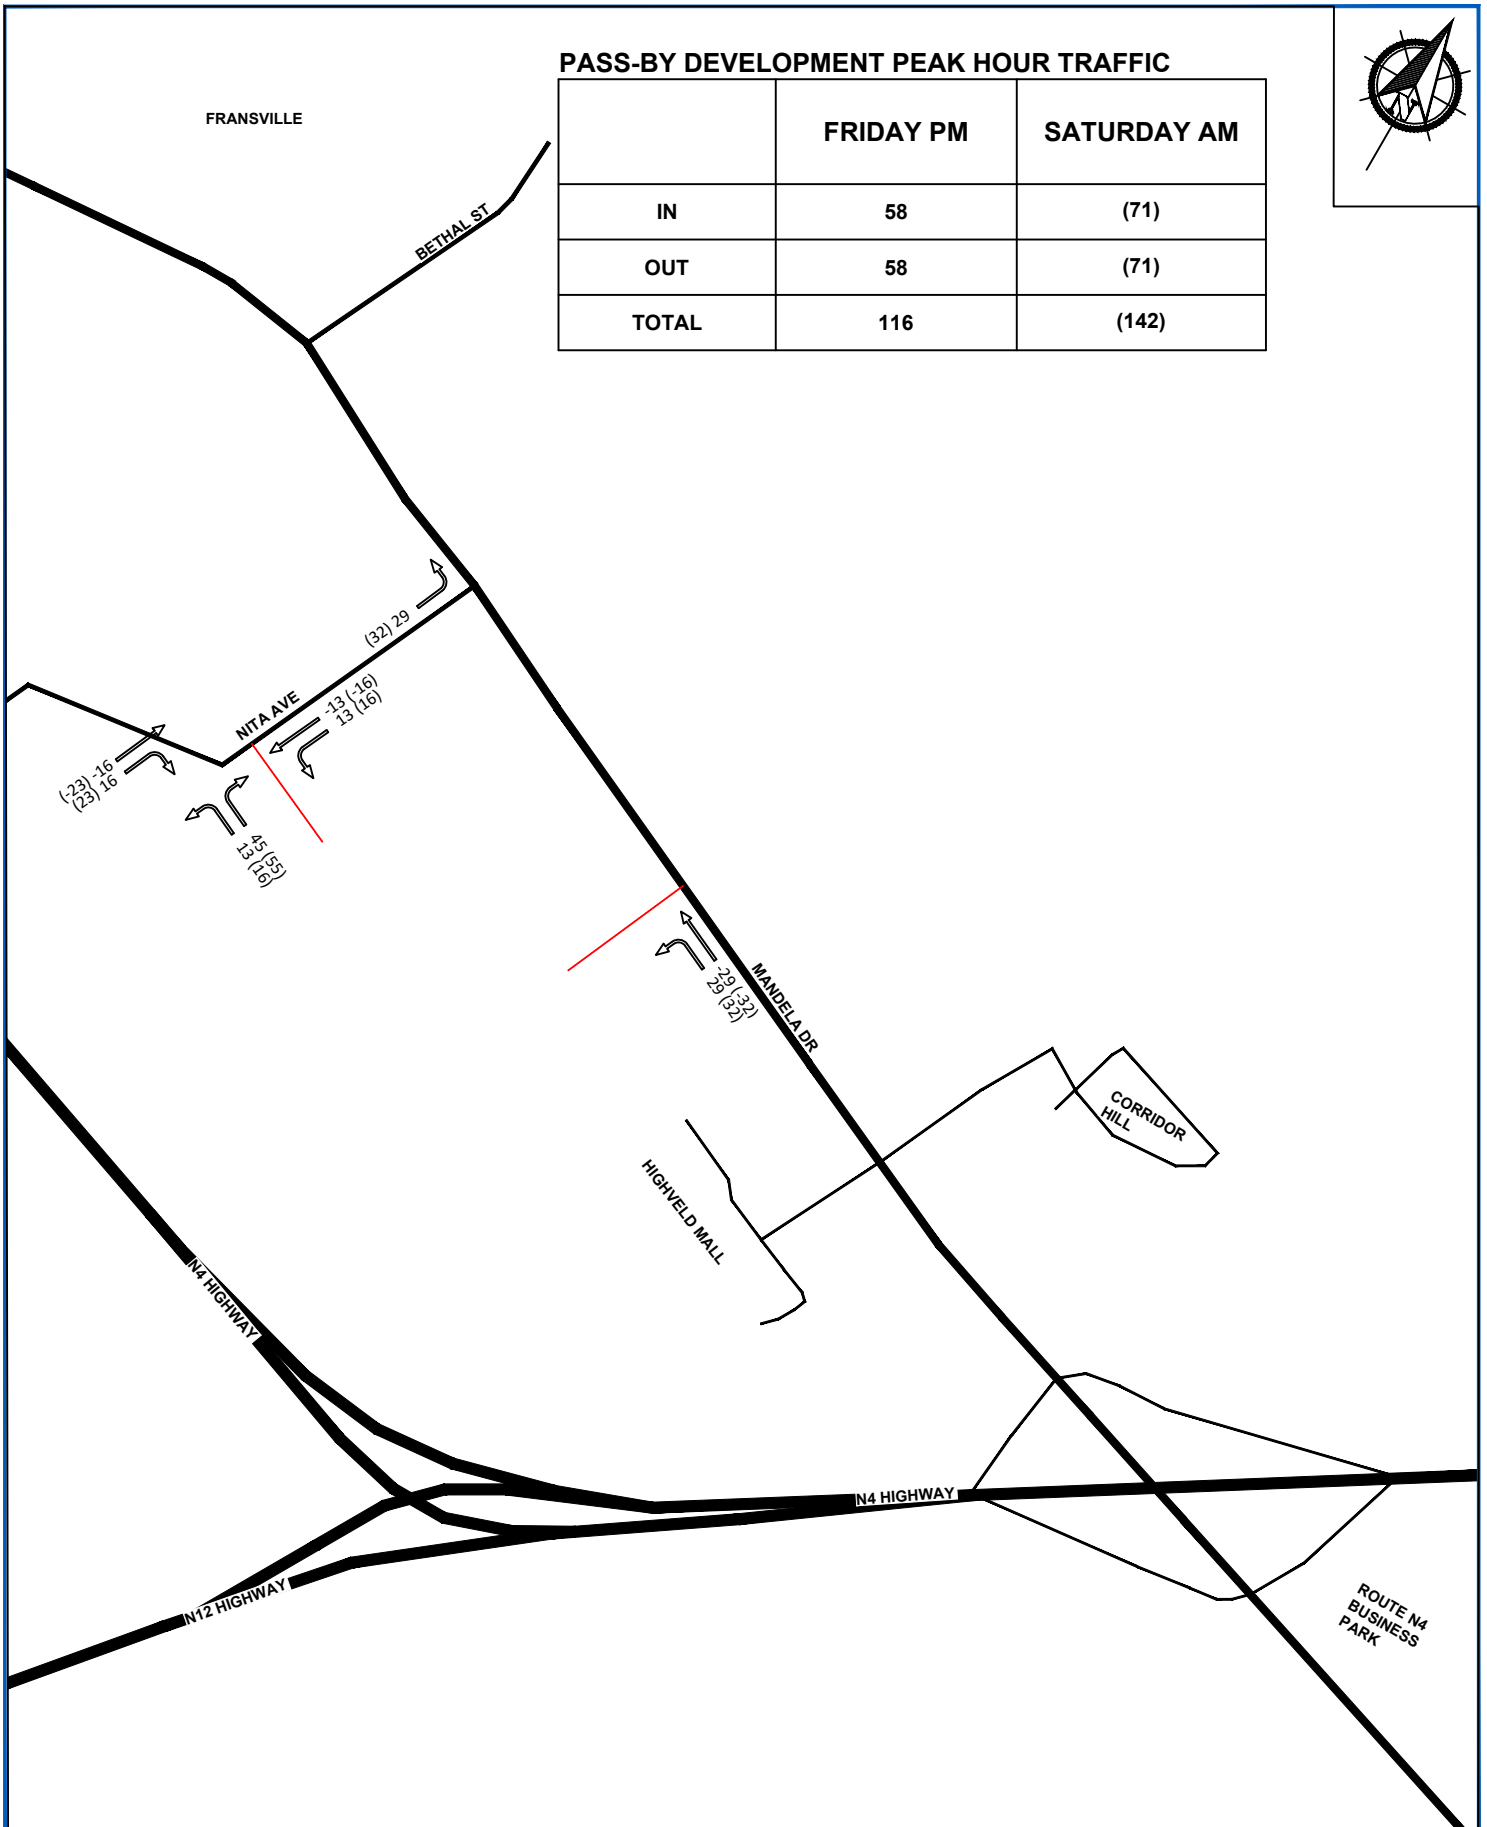 PASS-BY DEVELOPMENT PEAK HOUR TRAFFIC
FRIDAY PM
SATURDAY AM
IN
58
(71)
OUT
58
(71)
TOTAL
116
(142)
FRANSVILLE
BETHAL ST
(32) 29
NITA AVE
-13 (-16)
13 (16)
(-23) -16
(23) 16
45 (55)
13 (16)
-29 (-32)
29 (32)
MANDELA DR
CORRIDOR
HILL
HIGHVELD MALL
N4 HIGHWAY
N4 HIGHWAY
N12 HIGHWAY
ROUTE N4
BUSINESS
PARK